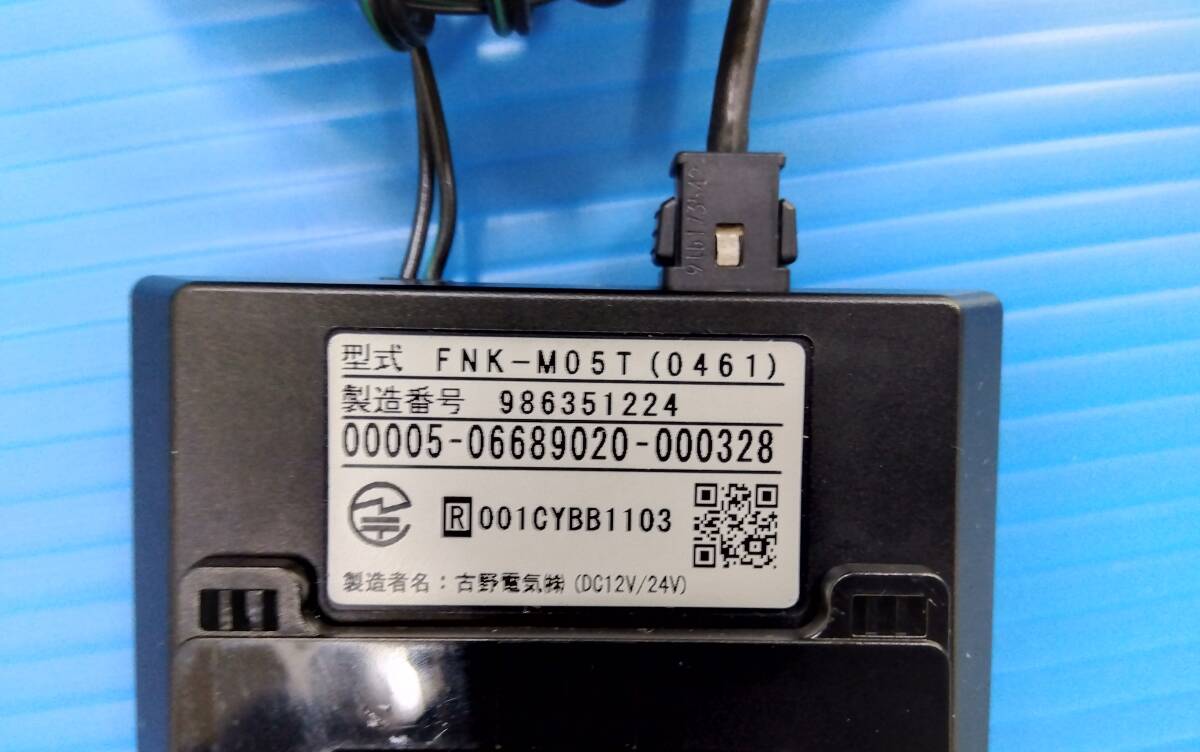 型式 FNK-M05T(0461)
製造番号 986351224
00005-06689020-000328
R 001CYBB1103
製造者名：古野電気㈱(DC12V/24V)